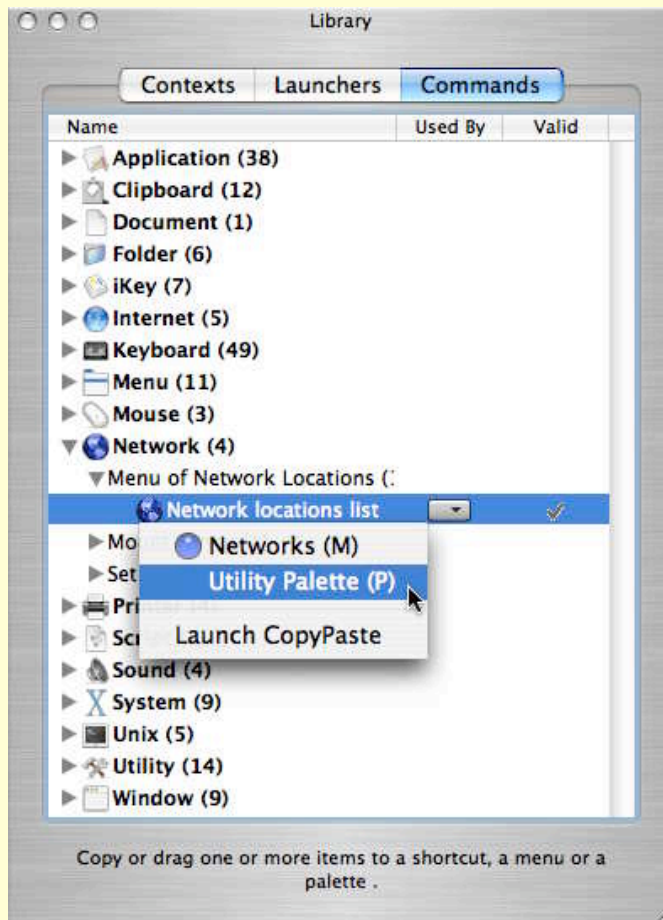 Library
Contexts Launchers Commands
Name Used By Valid
Application (38)
Clipboard (12)
Document (1)
Folder (6)
iKey (7)
Internet (5)
Keyboard (49)
Menu (11)
Mouse (3)
Network (4)
Menu of Network Locations (
Network locations list
Networks (M)
Set
Utility Palette (P)
Launch CopyPaste
Sound (4)
System (9)
Unix (5)
Utility (14)
Window (9)
Copy or drag one or more items to a shortcut, a menu or a
palette .